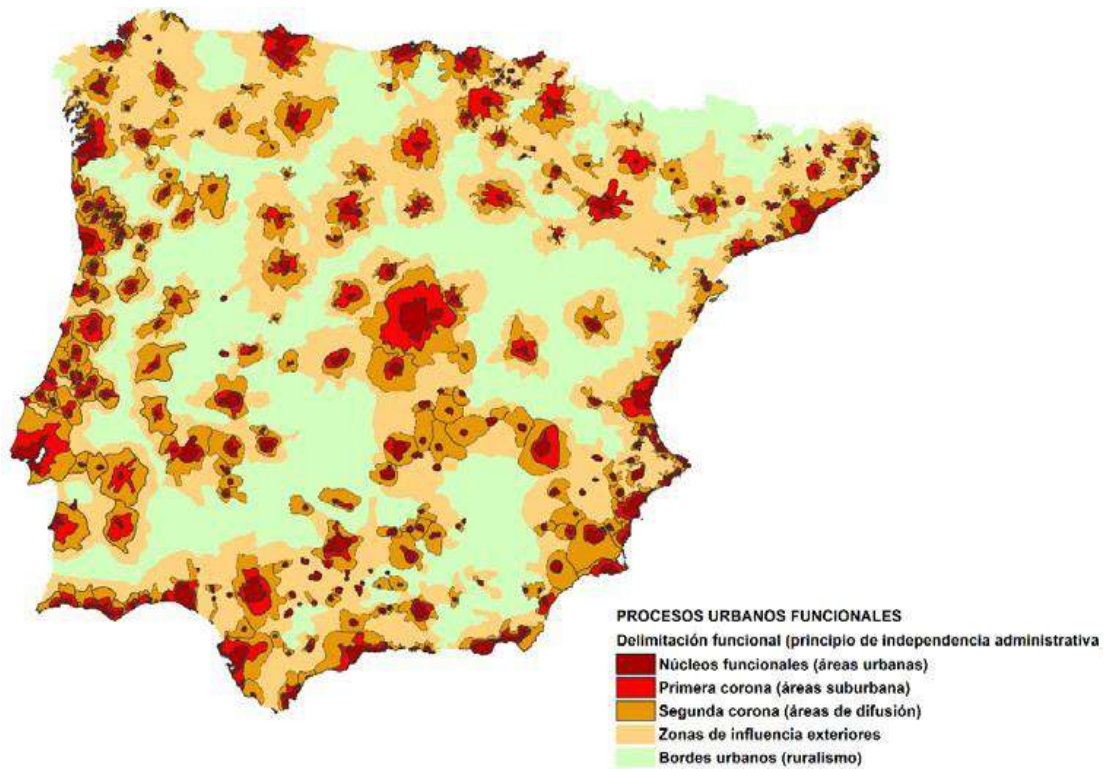 PROCESOS URBANOS FUNCIONALES
Delimitación funcional (principio de independencia administrativa
Núcleos funcionales (áreas urbanas)
Primera corona (áreas suburbana)
Segunda corona (áreas de difusión)
Zonas de influencia exteriores
Bordes urbanos (ruralismo)